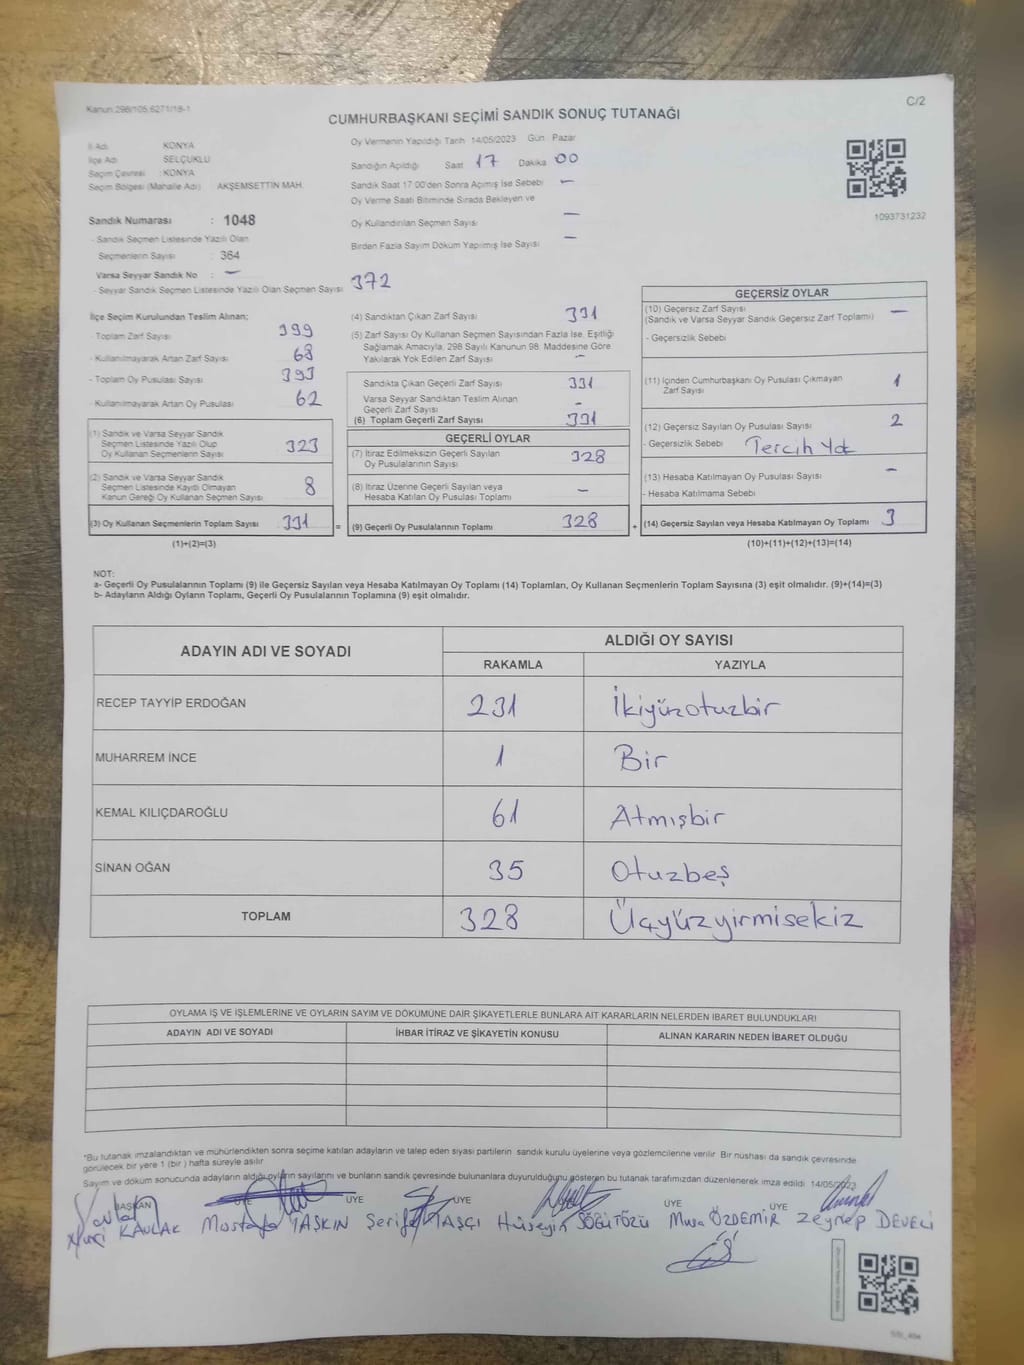 Kanun:298/105,6271/18-1
C/2
CUMHURBAŞKANI SEÇİMİ SANDIK SONUÇ TUTANAĞI
İl Adı : KONYA
İlçe Adı : SELÇUKLU
Seçim Çevresi : KONYA
Seçim Bölgesi (Mahalle Adı) : AKŞEMSETTİN MAH.
Sandık Numarası : 1048
- Sandık Seçmen Listesinde Yazılı Olan
Seçmenlerin Sayısı : 364
Varsa Seyyar Sandık No : —
- Seyyar Sandık Seçmen Listesinde Yazılı Olan Seçmen Sayısı: 372
Oy Vermenin Yapıldığı Tarih 14/05/2023 Gün Pazar
Sandığın Açıldığı Saat 17 Dakika 00
Sandık Saat 17:00'den Sonra Açımış İse Sebebi —
Oy Verme Saati Bitiminde Sırada Bekleyen ve
Oy Kullandırılan Seçmen Sayısı —
Birden Fazla Sayım Döküm Yapılmış İse Sayısı —
1093731232
İlçe Seçim Kurulundan Teslim Alınan;
- Toplam Zarf Sayısı 399
- Kullanılmayarak Artan Zarf Sayısı 68
- Toplam Oy Pusulası Sayısı 393
- Kullanılmayarak Artan Oy Pusulası 62
(1) Sandık ve Varsa Seyyar Sandık
Seçmen Listesinde Yazılı Olup
Oy Kullanan Seçmenlerin Sayısı 323
(2) Sandık ve Varsa Seyyar Sandık
Seçmen Listesinde Kayıtlı Olmayan
Kanun Gereği Oy Kullanan Seçmen Sayısı 8
(3) Oy Kullanan Seçmenlerin Toplam Sayısı 331 =
(1)+(2)=(3)
(4) Sandıktan Çıkan Zarf Sayısı 331
(5) Zarf Sayısı Oy Kullanan Seçmen Sayısından Fazla İse, Eşitliği
Sağlamak Amacıyla, 298 Sayılı Kanunun 98. Maddesine Göre
Yakılarak Yok Edilen Zarf Sayısı —
Sandıkta Çıkan Geçerli Zarf Sayısı 331
Varsa Seyyar Sandıktan Teslim Alınan
Geçerli Zarf Sayısı —
(6) Toplam Geçerli Zarf Sayısı 331
GEÇERLİ OYLAR
(7) İtiraz Edilmeksizin Geçerli Sayılan
Oy Pusulalarının Sayısı 328
(8) İtiraz Üzerine Geçerli Sayılan veya
Hesaba Katılan Oy Pusulası Toplamı —
(9) Geçerli Oy Pusulalarının Toplamı 328 +
GEÇERSİZ OYLAR
(10) Geçersiz Zarf Sayısı
(Sandık ve Varsa Seyyar Sandık Geçersiz Zarf Toplamı) —
- Geçersizlik Sebebi
(11) İçinden Cumhurbaşkanı Oy Pusulası Çıkmayan
Zarf Sayısı 1
(12) Geçersiz Sayılan Oy Pusulası Sayısı 2
- Geçersizlik Sebebi Tercih Yok
(13) Hesaba Katılmayan Oy Pusulası Sayısı —
- Hesaba Katılmama Sebebi
(14) Geçersiz Sayılan veya Hesaba Katılmayan Oy Toplamı 3
(10)+(11)+(12)+(13)=(14)
NOT:
a- Geçerli Oy Pusulalarının Toplamı (9) ile Geçersiz Sayılan veya Hesaba Katılmayan Oy Toplamı (14) Toplamları, Oy Kullanan Seçmenlerin Toplam Sayısına (3) eşit olmalıdır. (9)+(14)=(3)
b- Adayların Aldığı Oyların Toplamı, Geçerli Oy Pusulalarının Toplamına (9) eşit olmalıdır.
ADAYIN ADI VE SOYADI
ALDIĞI OY SAYISI
RAKAMLA YAZIYLA
RECEP TAYYİP ERDOĞAN 231 İkiyüzotuzbir
MUHARREM İNCE 1 Bir
KEMAL KILIÇDAROĞLU 61 Atmışbir
SİNAN OĞAN 35 Otuzbeş
TOPLAM 328 Üçyüzyirmisekiz
OYLAMA İŞ VE İŞLEMLERİNE VE OYLARIN SAYIM VE DÖKÜMÜNE DAİR ŞİKAYETLERLE BUNLARA AİT KARARLARIN NELERDEN İBARET BULUNDUKLARI
ADAYIN ADI VE SOYADI İHBAR İTİRAZ VE ŞİKAYETİN KONUSU ALINAN KARARIN NEDEN İBARET OLDUĞU
*Bu tutanak imzalandıktan ve mühürlendikten sonra seçime katılan adayların ve talep eden siyasi partilerin sandık kurulu üyelerine veya gözlemcilerine verilir. Bir nüshası da sandık çevresinde
görülecek bir yere 1 (bir ) hafta süreyle asılır.
Sayım ve döküm sonucunda adayların aldığı oyların sayılarını ve bunların sandık çevresinde bulunanlara duyurulduğunu gösteren bu tutanak tarafımızdan düzenlenerek imza edildi. 14/05/2023
BAŞKAN ÜYE ÜYE ÜYE ÜYE ÜYE
KAVLAK Mustafa TAŞKIN Şerife TAŞÇI Hüseyin SÖĞÜTÖZÜ Musa ÖZDEMİR Zeynep DEVELİ